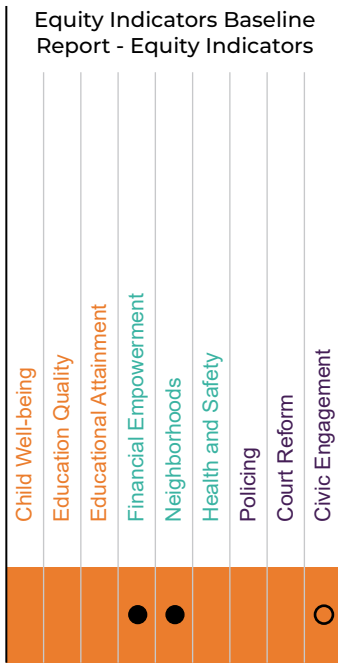 Equity Indicators Baseline
Report - Equity Indicators
Child Well-being
Education Quality
Educational Attainment
Financial Empowerment
Neighborhoods
Health and Safety
Policing
Court Reform
Civic Engagement